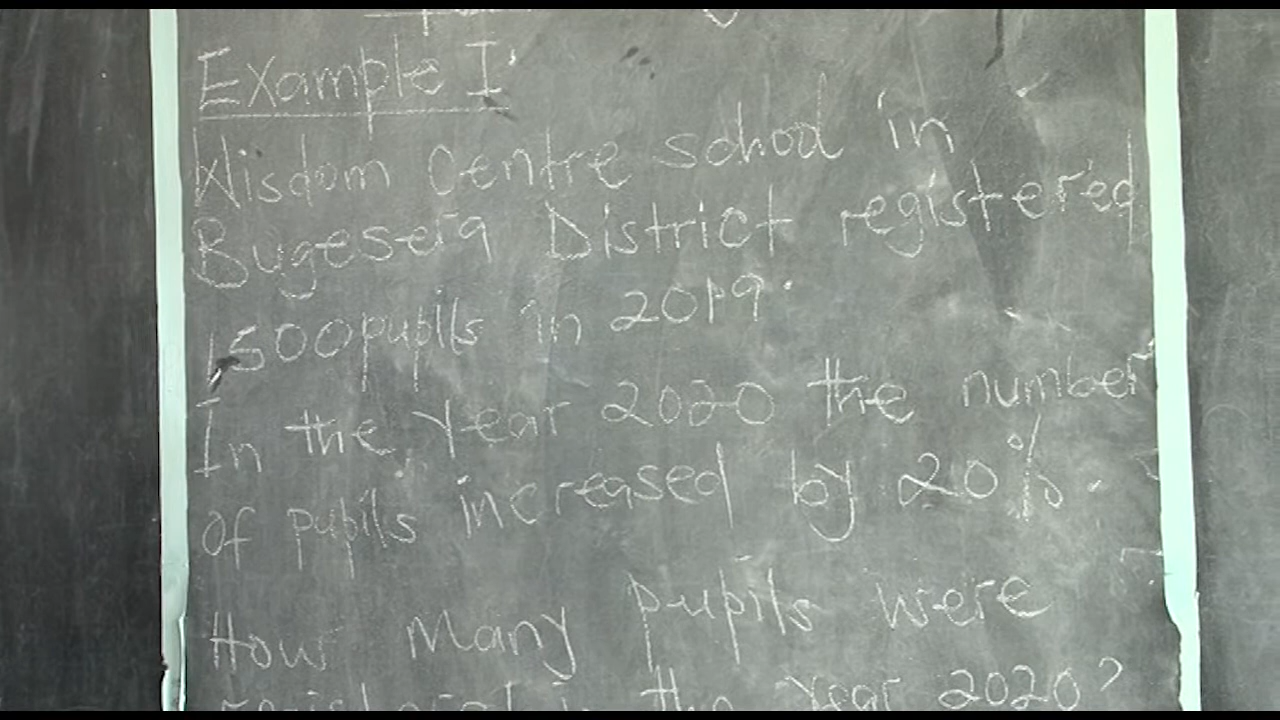 Example I
Wisdom Centre school in
Bugesera District registered
1500 pupils in 2019.
In the year 2020 the number
of pupils increased by 20%.
How Many pupils were
registered in the year 2020?